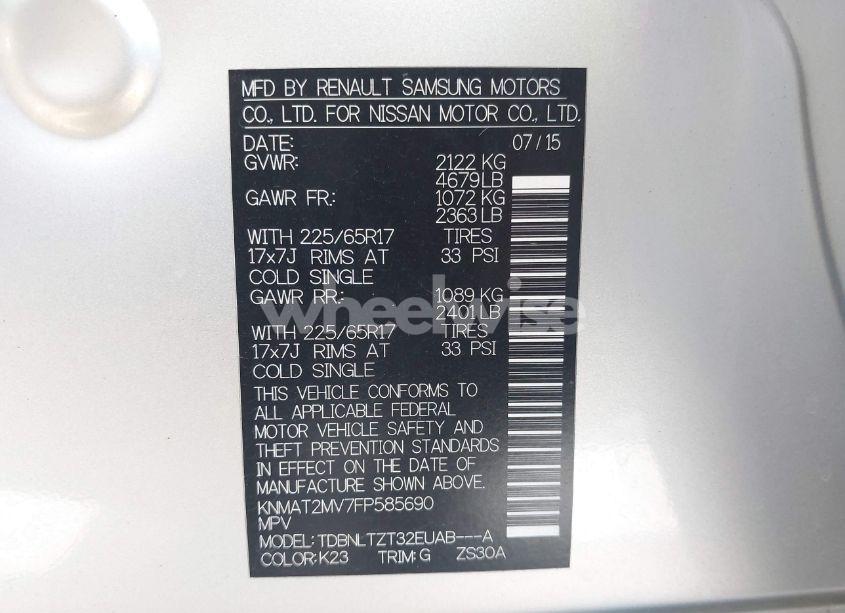 MFD BY RENAULT SAMSUNG MOTORS
CO., LTD. FOR NISSAN MOTOR CO., LTD.
DATE: 07/15
GVWR: 2122 KG
4679LB
GAWR FR.: 1072 KG
2363 LB
WITH 225/65R17 TIRES
17x7J RIMS AT 33 PSI
COLD SINGLE
GAWR RR.: 1089 KG
2401LB
wheelwise
WITH 225/65R17 TIRES
17x7J RIMS AT 33 PSI
COLD SINGLE
THIS VEHICLE CONFORMS TO
ALL APPLICABLE FEDERAL
MOTOR VEHICLE SAFETY AND
THEFT PREVENTION STANDARDS
IN EFFECT ON THE DATE OF
MANUFACTURE SHOWN ABOVE.
KNMAT2MV7FP585690
MPV
MODEL:TDBNLTZT32EUAB---A
COLOR:K23 TRIM:G ZS30A